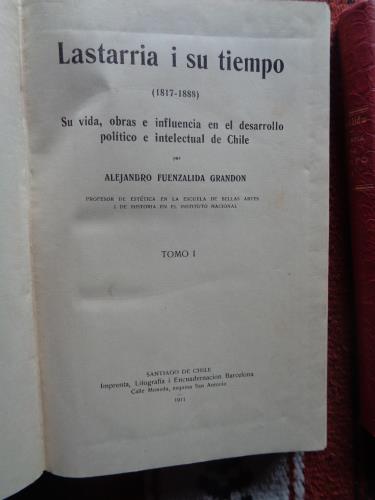 Lastarria i su tiempo
(1817-1888)
Su vida, obras e influencia en el desarrollo
político e intelectual de Chile
por
ALEJANDRO FUENZALIDA GRANDON
PROFESOR DE ESTÉTICA EN LA ESCUELA DE BELLAS ARTES
I DE HISTORIA EN EL INSTITUTO NACIONAL
TOMO I
SANTIAGO DE CHILE
Imprenta, Litografía i Encuadernacion Barcelona
Calle Moneda, esquina San Antonio
1911